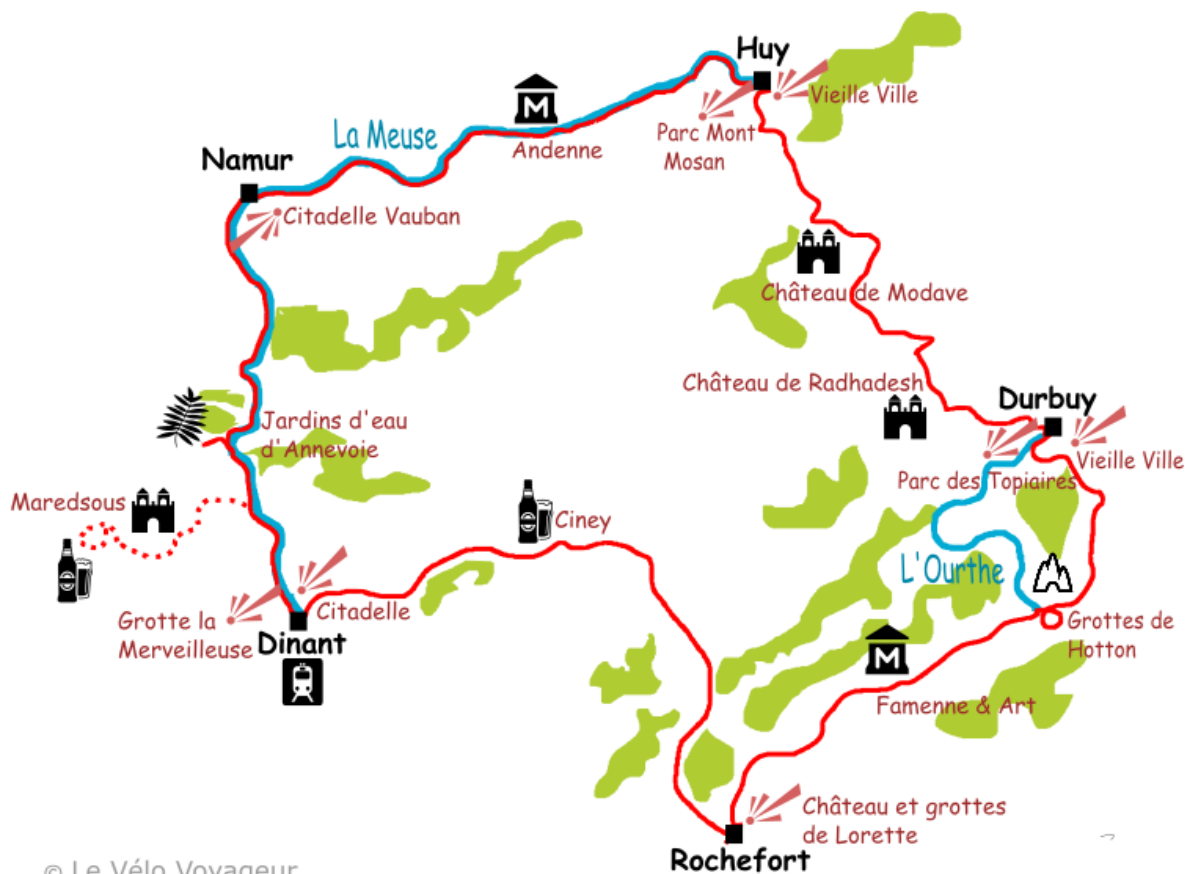 Huy
Vieille Ville
Parc Mont
Mosan
M
Andenne
La Meuse
Namur
Citadelle Vauban
Château de Modave
Château de Radhadesh
Durbuy
Vieille Ville
Parc des Topiaires
Jardins d'eau
d'Annevoie
Maredsous
Ciney
L'Ourthe
Citadelle
Grotte la
Merveilleuse
Dinant
Grottes de
Hotton
M
Famenne & Art
Château et grottes
de Lorette
Rochefort
© Le Vélo Voyageur